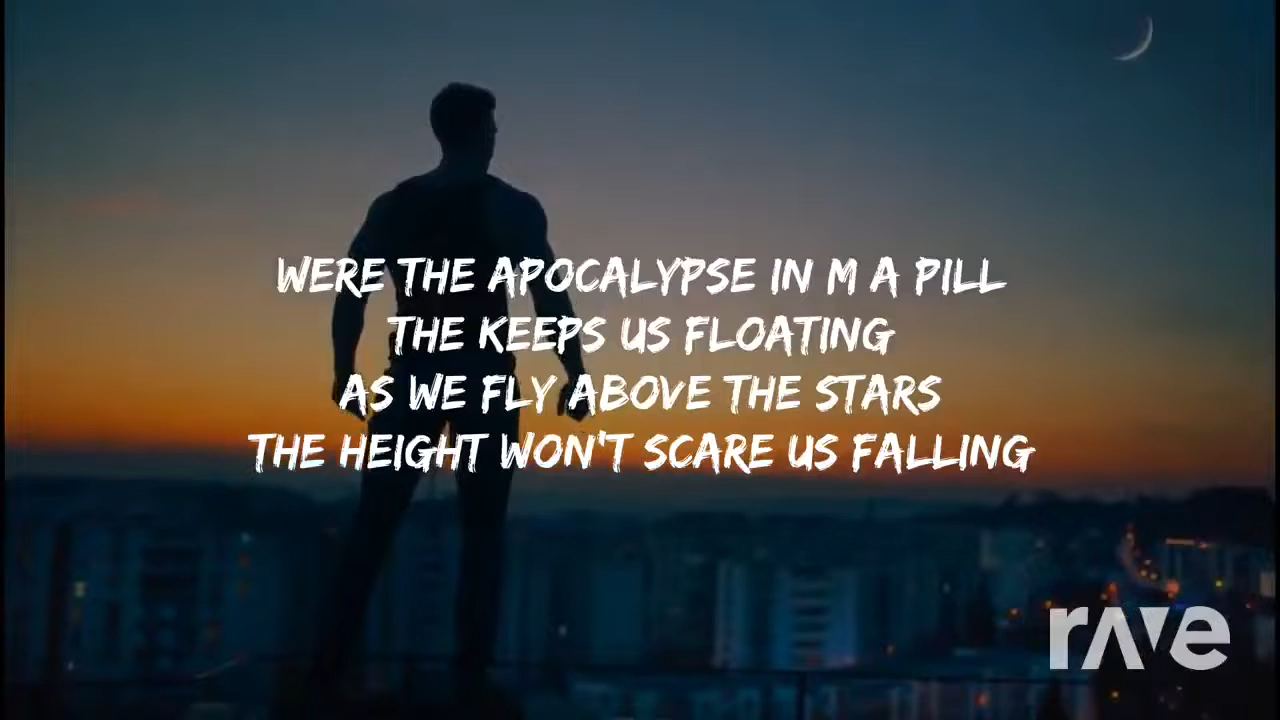 WERE THE APOCALYPSE IN M A PILL
THE KEEPS US FLOATING
AS WE FLY ABOVE THE STARS
THE HEIGHT WON'T SCARE US FALLING
rave